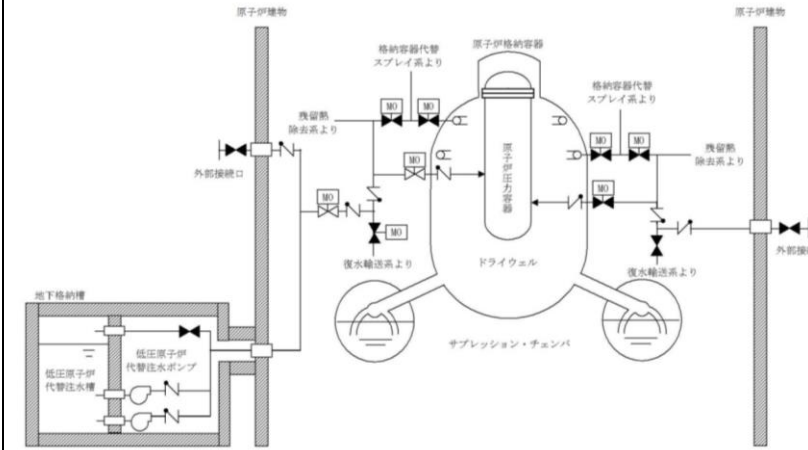 原子炉建物
原子炉建物
格納容器代替
スプレイ系より
原子炉格納容器
格納容器代替
スプレイ系より
MO
MO
残留熱
除去系より
MO
MO
残留熱
除去系より
外部接続口
MO
MO
MO
原子炉圧力容器
MO
復水輸送系より
ドライウェル
復水輸送系より
外部接
地下格納槽
低圧原子炉
代替注水ポンプ
低圧原子炉
代替注水槽
サプレッション・チェンバ